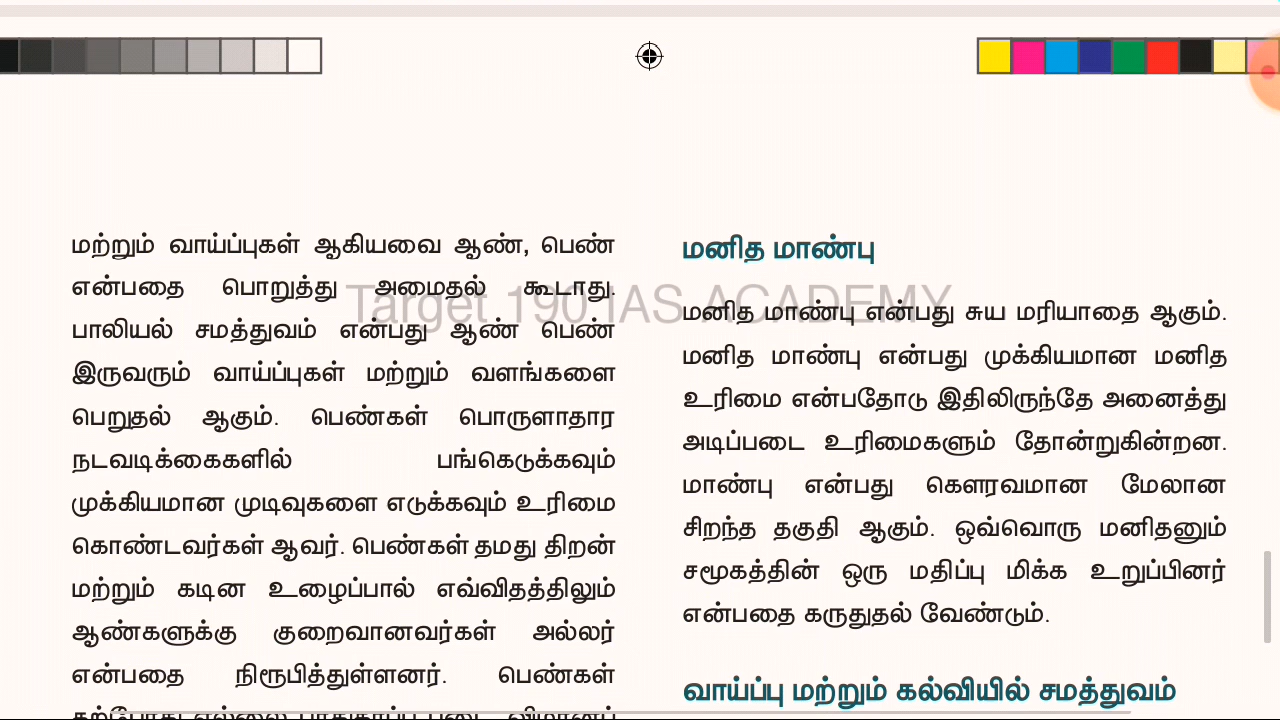 மற்றும் வாய்ப்புகள் ஆகியவை ஆண், பெண்
என்பதை பொறுத்து அமைதல் கூடாது.
பாலியல் சமத்துவம் என்பது ஆண் பெண்
இருவரும் வாய்ப்புகள் மற்றும் வளங்களை
பெறுதல் ஆகும். பெண்கள் பொருளாதார
நடவடிக்கைகளில் பங்கெடுக்கவும்
முக்கியமான முடிவுகளை எடுக்கவும் உரிமை
கொண்டவர்கள் ஆவர். பெண்கள் தமது திறன்
மற்றும் கடின உழைப்பால் எவ்விதத்திலும்
ஆண்களுக்கு குறைவானவர்கள் அல்லர்
என்பதை நிரூபித்துள்ளனர். பெண்கள்
மனித மாண்பு
மனித மாண்பு என்பது சுய மரியாதை ஆகும்.
மனித மாண்பு என்பது முக்கியமான மனித
உரிமை என்பதோடு இதிலிருந்தே அனைத்து
அடிப்படை உரிமைகளும் தோன்றுகின்றன.
மாண்பு என்பது கௌரவமான மேலான
சிறந்த தகுதி ஆகும். ஒவ்வொரு மனிதனும்
சமூகத்தின் ஒரு மதிப்பு மிக்க உறுப்பினர்
என்பதை கருதுதல் வேண்டும்.
வாய்ப்பு மற்றும் கல்வியில் சமத்துவம்
Target 190 IAS ACADEMY